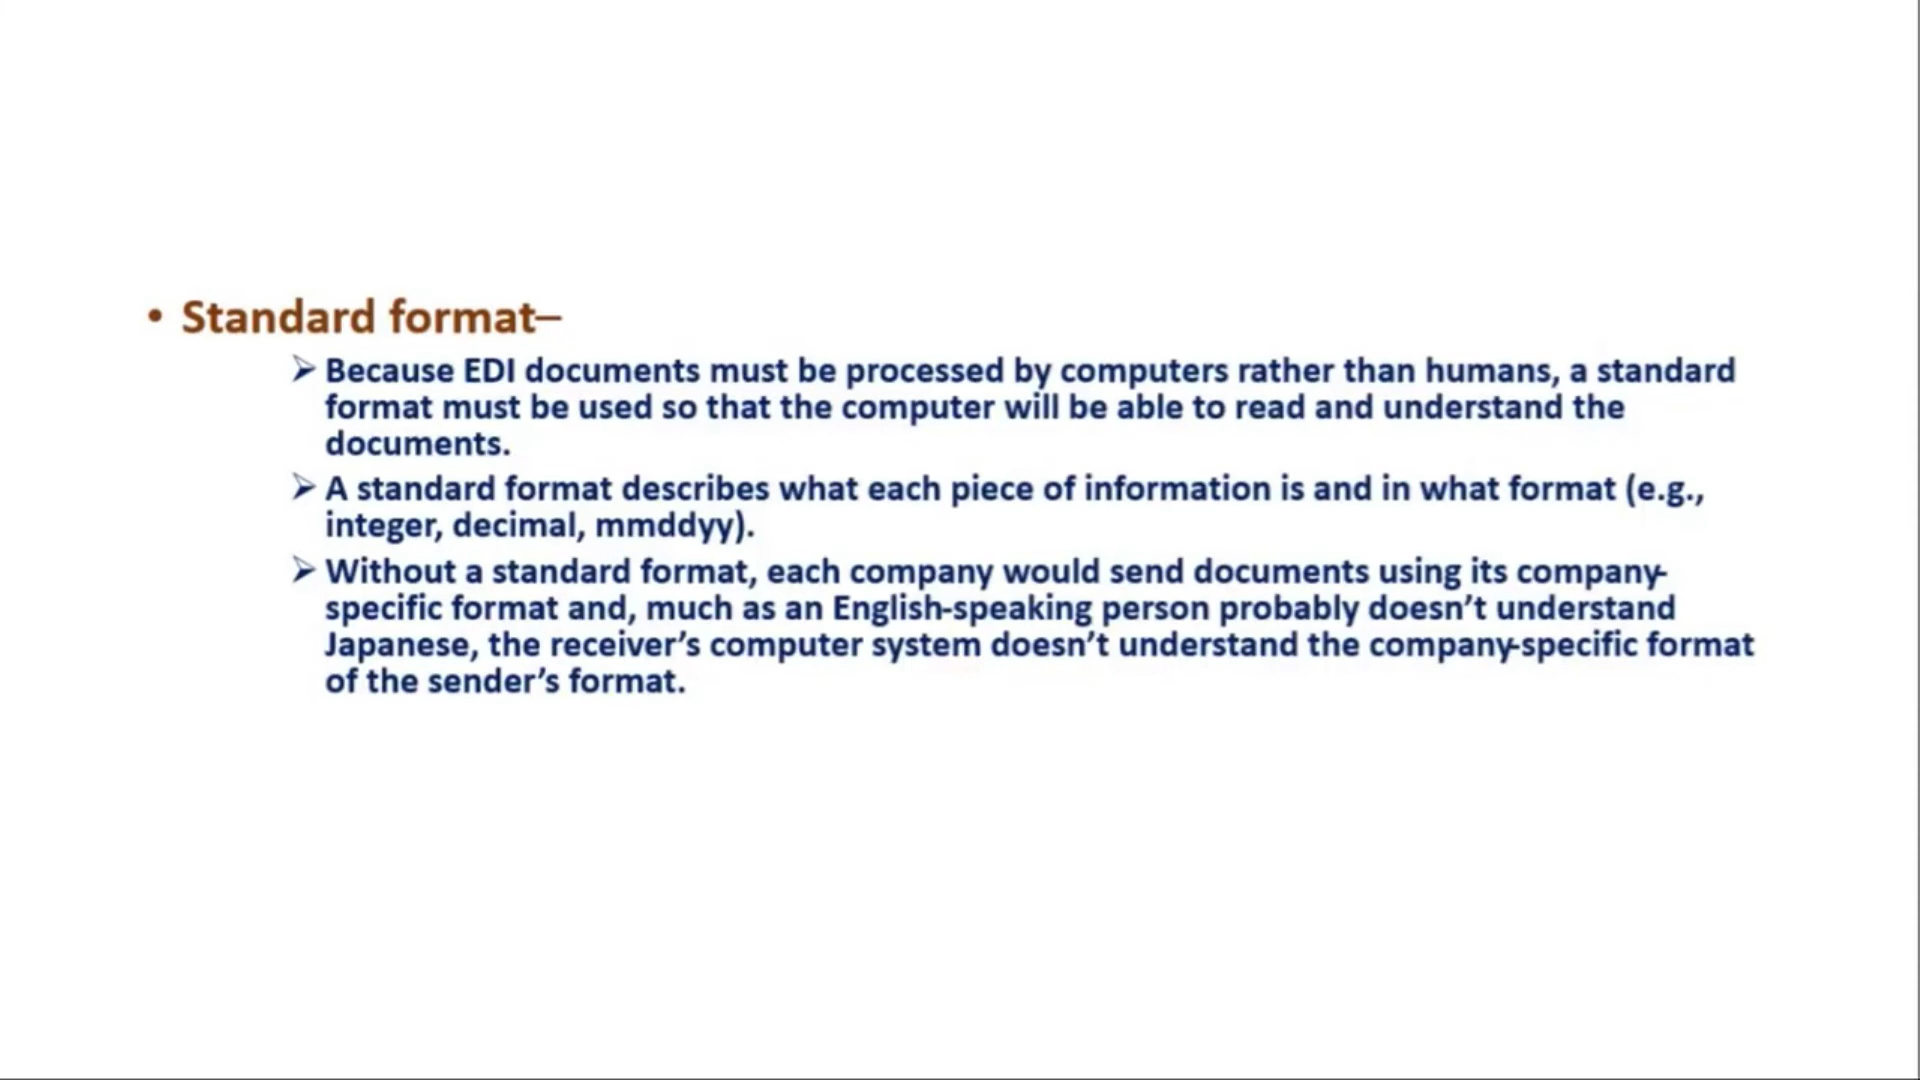 • Standard format–
➢ Because EDI documents must be processed by computers rather than humans, a standard
format must be used so that the computer will be able to read and understand the
documents.
➢ A standard format describes what each piece of information is and in what format (e.g.,
integer, decimal, mmddyy).
➢ Without a standard format, each company would send documents using its company-
specific format and, much as an English-speaking person probably doesn’t understand
Japanese, the receiver’s computer system doesn’t understand the company-specific format
of the sender’s format.